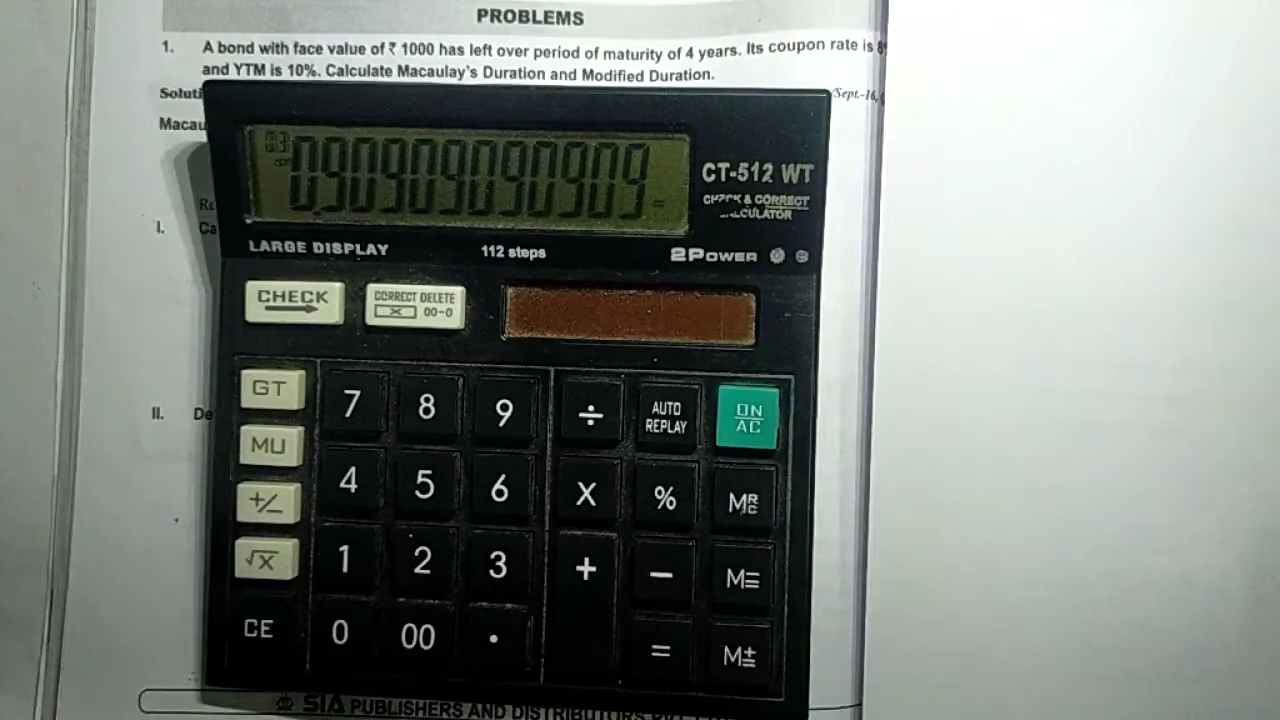 PROBLEMS
1. A bond with face value of ₹ 1000 has left over period of maturity of 4 years. Its coupon rate is 8
and YTM is 10%. Calculate Macaulay's Duration and Modified Duration.
Soluti
(Sept.-16,
Macau
0.90909090909
=
CT-512 WT
CHECK & CORRECT
CALCULATOR
Re
I. Ca
LARGE DISPLAY 112 steps 2POWER
CHECK
CORRECT DELETE
00-0
GT 7 8 9 ÷ AUTO REPLAY ON/AC
MU 4 5 6 X % MRC
+/- 1 2 3 + - M=
√X 0 00 . = M±
CE
II. De
SIA PUBLISHERS AND DISTRIBUTORS